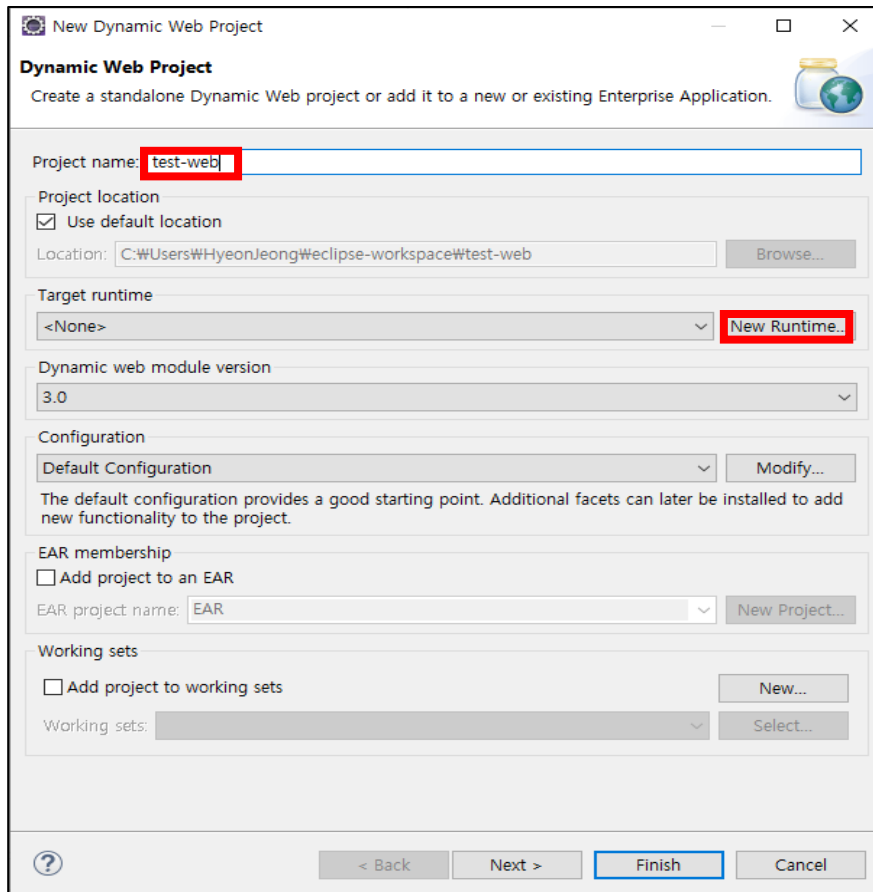 New Dynamic Web Project
Dynamic Web Project
Create a standalone Dynamic Web project or add it to a new or existing Enterprise Application.
Project name: test-web
Project location
Use default location
Location: C:₩Users₩HyeonJeong₩eclipse-workspace₩test-web Browse...
Target runtime
<None> New Runtime...
Dynamic web module version
3.0
Configuration
Default Configuration Modify...
The default configuration provides a good starting point. Additional facets can later be installed to add
new functionality to the project.
EAR membership
Add project to an EAR
EAR project name: EAR New Project...
Working sets
Add project to working sets New...
Working sets: Select...
? < Back Next > Finish Cancel